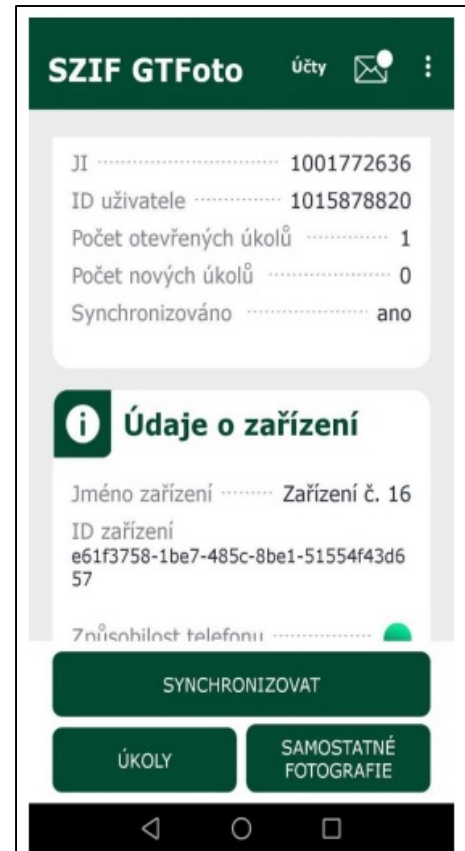 SZIF GTFoto Účty
JI 1001772636
ID uživatele 1015878820
Počet otevřených úkolů 1
Počet nových úkolů 0
Synchronizováno ano
i Údaje o zařízení
Jméno zařízení Zařízení č. 16
ID zařízení
e61f3758-1be7-485c-8be1-51554f43d6
57
Způsobilost telefonu
SYNCHRONIZOVAT
ÚKOLY
SAMOSTATNÉ
FOTOGRAFIE